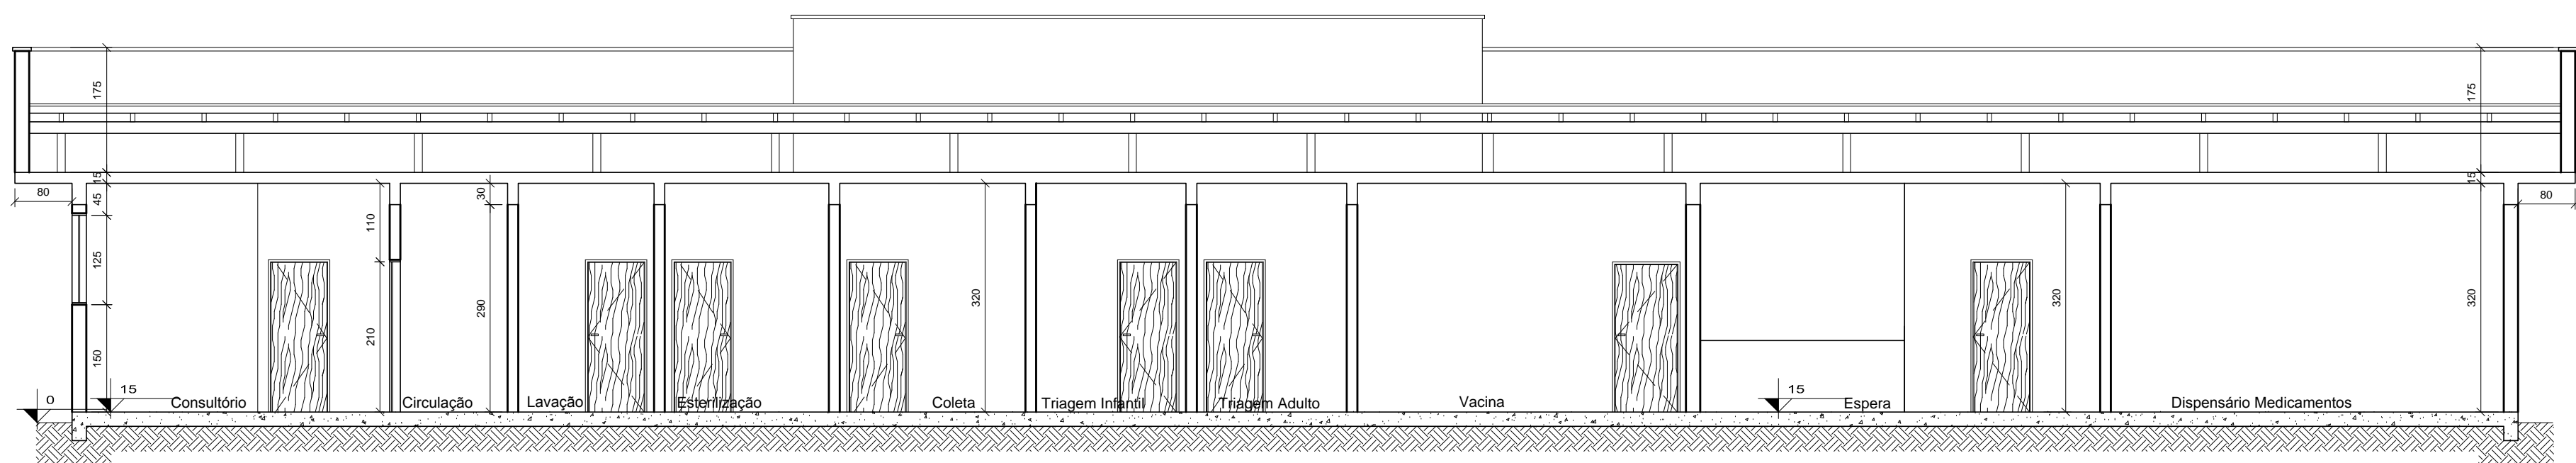 175
175
15
15
80
45
30
80
110
125
320
320
320
290
210
150
0
15
15
Consultório
Circulação
Lavação
Esterilização
Coleta
Triagem Infantil
Triagem Adulto
Vacina
Espera
Dispensário Medicamentos